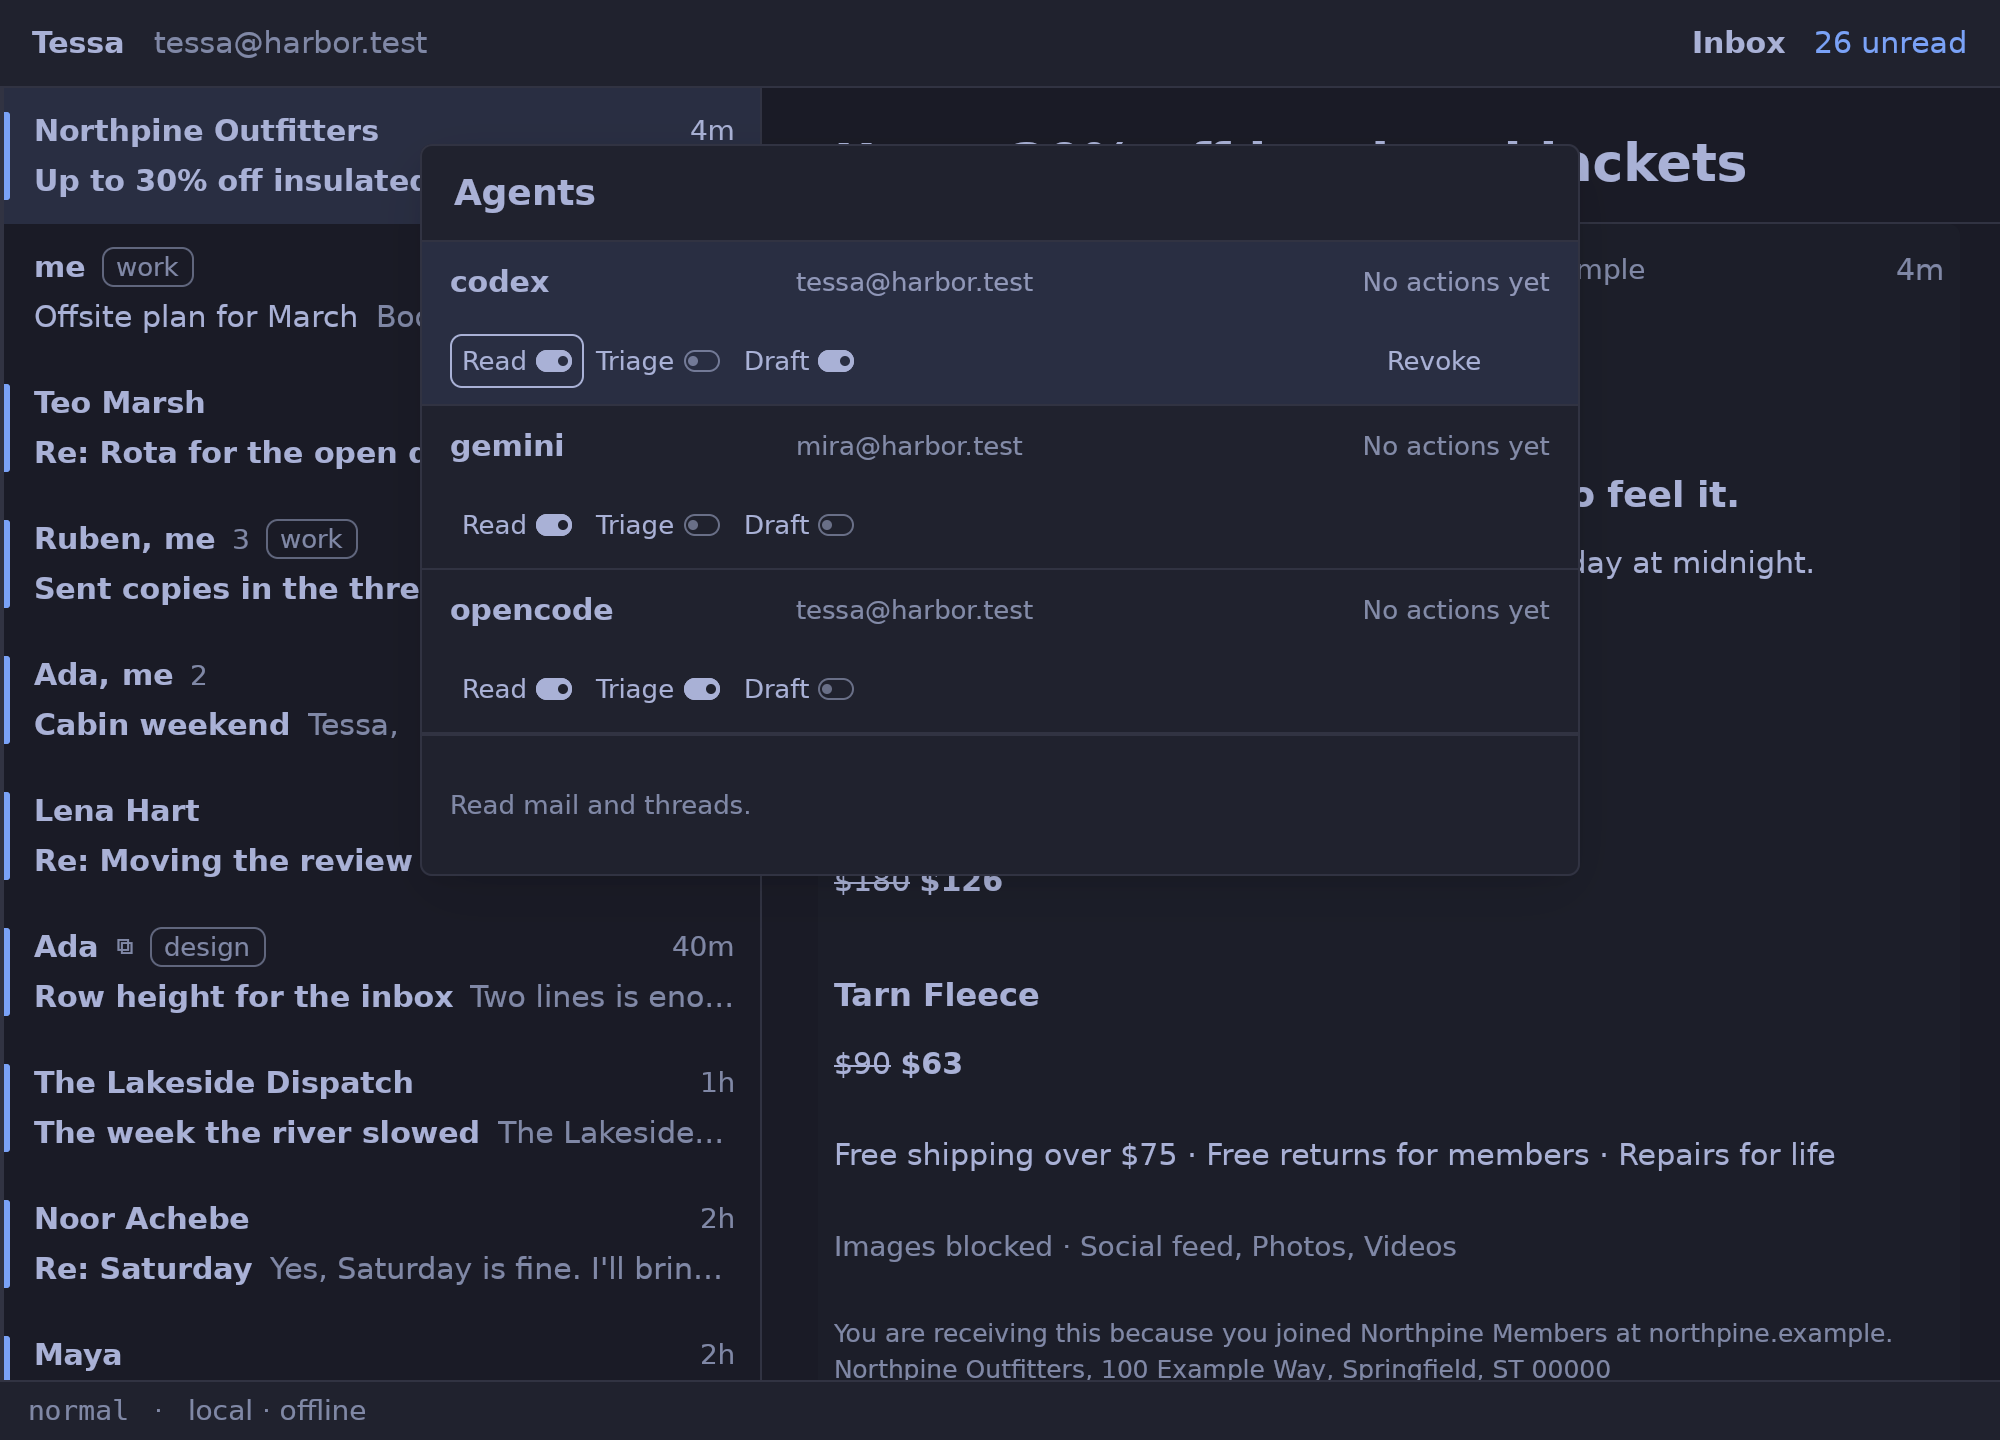 Tessa tessa@harbor.test
Inbox 26 unread
Northpine Outfitters 4m
Up to 30% off insulated
me work
Offsite plan for March
Teo Marsh
Re: Rota for the open
Ruben, me 3 work
Sent copies in the
Ada, me 2
Cabin weekend Tessa,
Lena Hart
Re: Moving the review
Ada design 40m
Row height for the inbox Two lines is eno…
The Lakeside Dispatch 1h
The week the river slowed The Lakeside…
Noor Achebe 2h
Re: Saturday Yes, Saturday is fine. I'll brin…
Maya 2h
Agents
codex tessa@harbor.test No actions yet
Read Triage Draft Revoke
gemini mira@harbor.test No actions yet
Read Triage Draft
opencode tessa@harbor.test No actions yet
Read Triage Draft
Read mail and threads.
4m
feel it.
at midnight.
$180 $126
Tarn Fleece
$90 $63
Free shipping over $75 · Free returns for members · Repairs for life
Images blocked · Social feed, Photos, Videos
You are receiving this because you joined Northpine Members at northpine.example.
Northpine Outfitters, 100 Example Way, Springfield, ST 00000
normal · local · offline